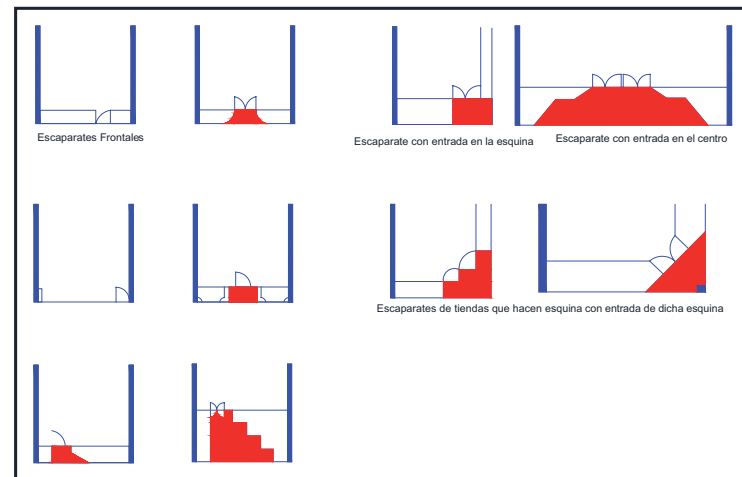 Escaparates Frontales
Escaparate con entrada en la esquina
Escaparate con entrada en el centro
Escaparates de tiendas que hacen esquina con entrada de dicha esquina